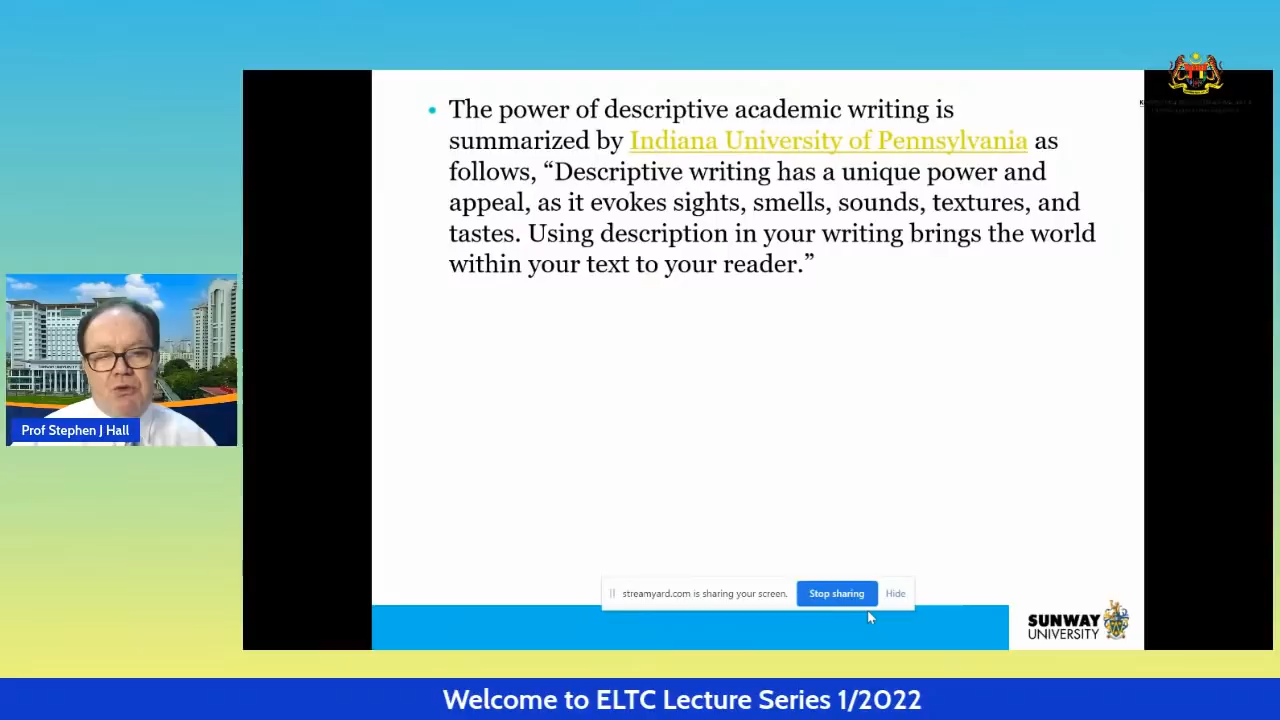 • The power of descriptive academic writing is
summarized by Indiana University of Pennsylvania as
follows, “Descriptive writing has a unique power and
appeal, as it evokes sights, smells, sounds, textures, and
tastes. Using description in your writing brings the world
within your text to your reader.”
SUNWAY UNIVERSITY
Prof Stephen J Hall
streamyard.com is sharing your screen.
Stop sharing
Hide
SUNWAY
UNIVERSITY
Welcome to ELTC Lecture Series 1/2022